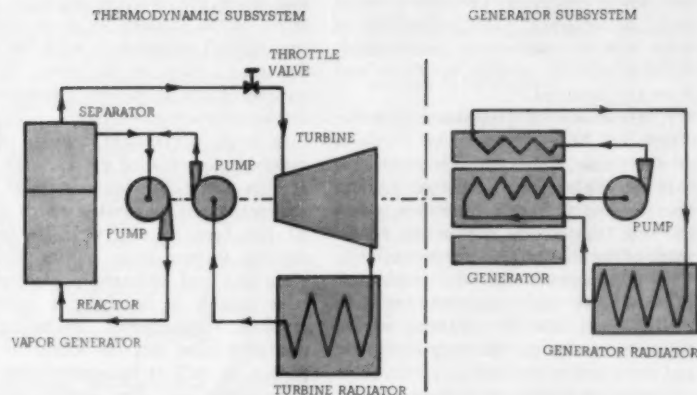 THERMODYNAMIC SUBSYSTEM
GENERATOR SUBSYSTEM
THROTTLE
VALVE
SEPARATOR
TURBINE
PUMP
PUMP
PUMP
GENERATOR
REACTOR
VAPOR GENERATOR
TURBINE RADIATOR
GENERATOR RADIATOR